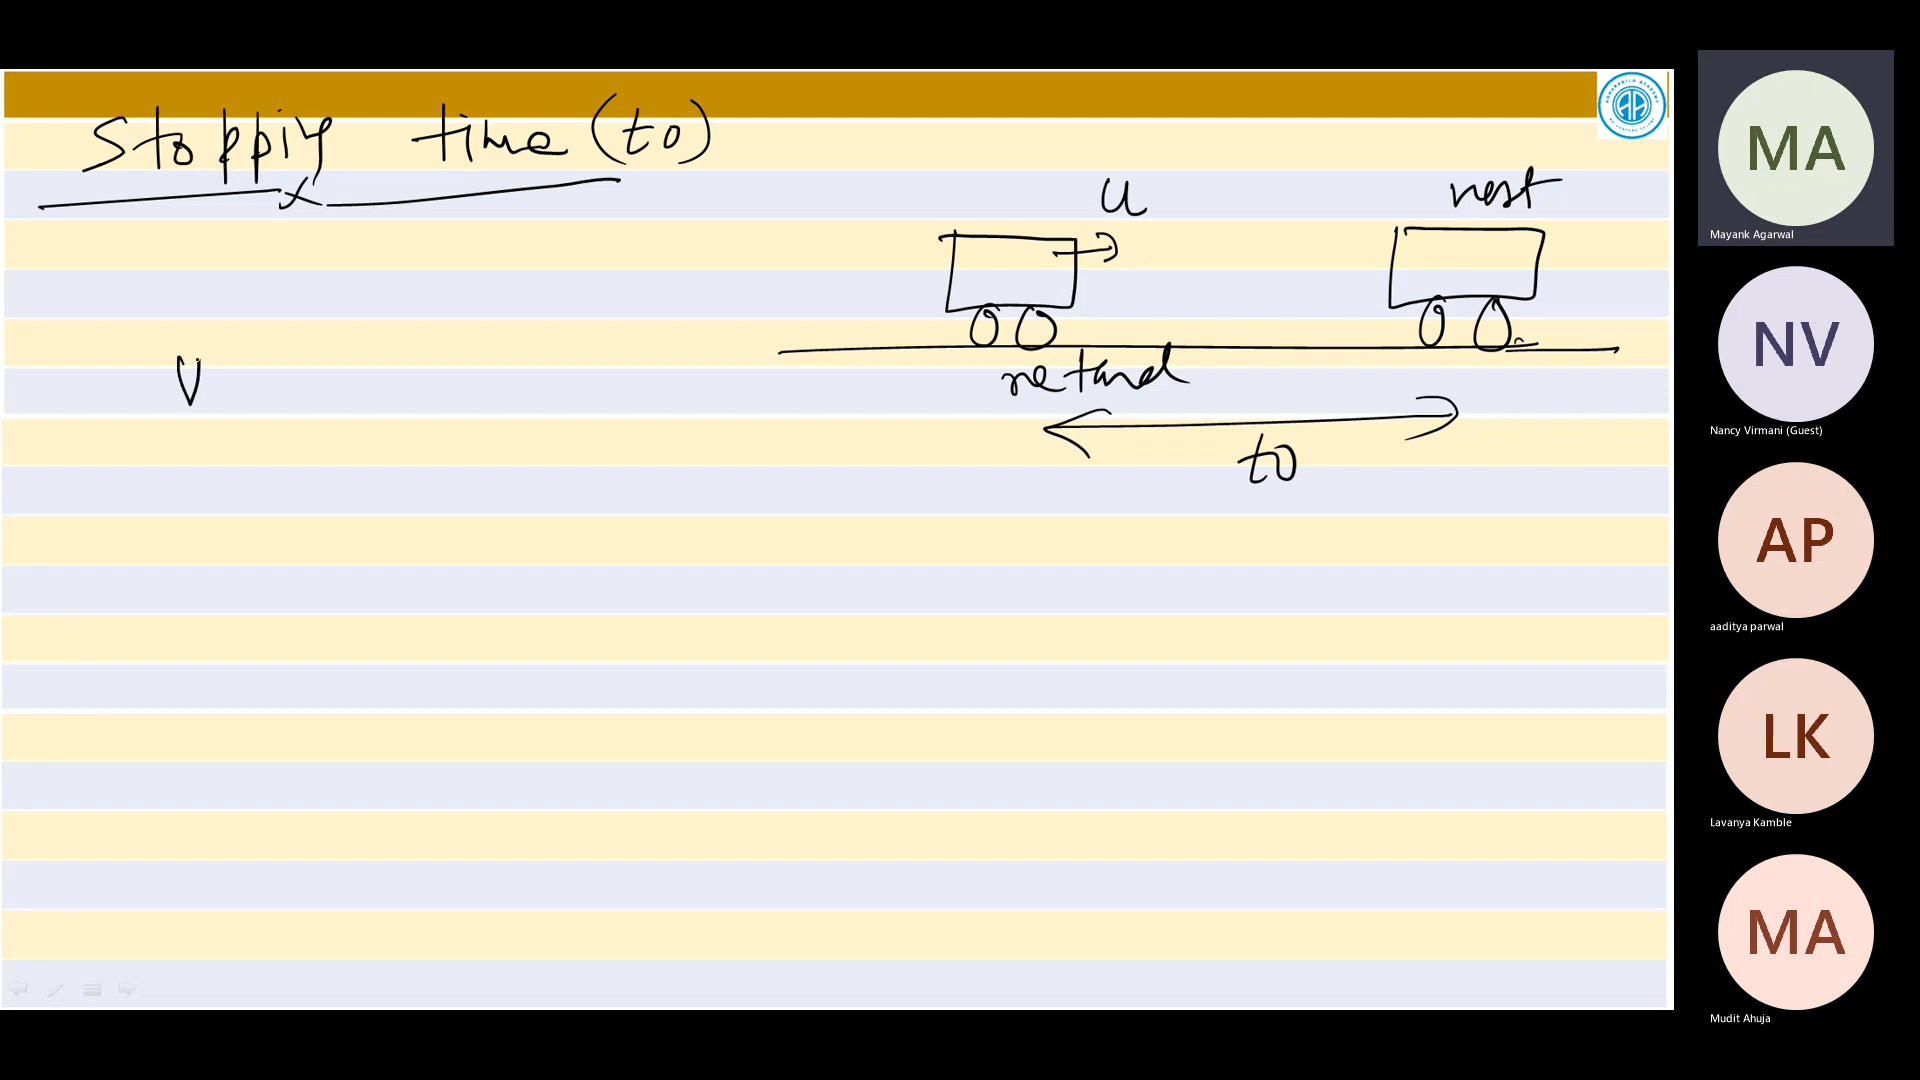 Stopping time (to)
u
rest
V
retard
to
MA
Mayank Agarwal
NV
Nancy Virmani (Guest)
AP
aaditya parwal
LK
Lavanya Kamble
MA
Mudit Ahuja